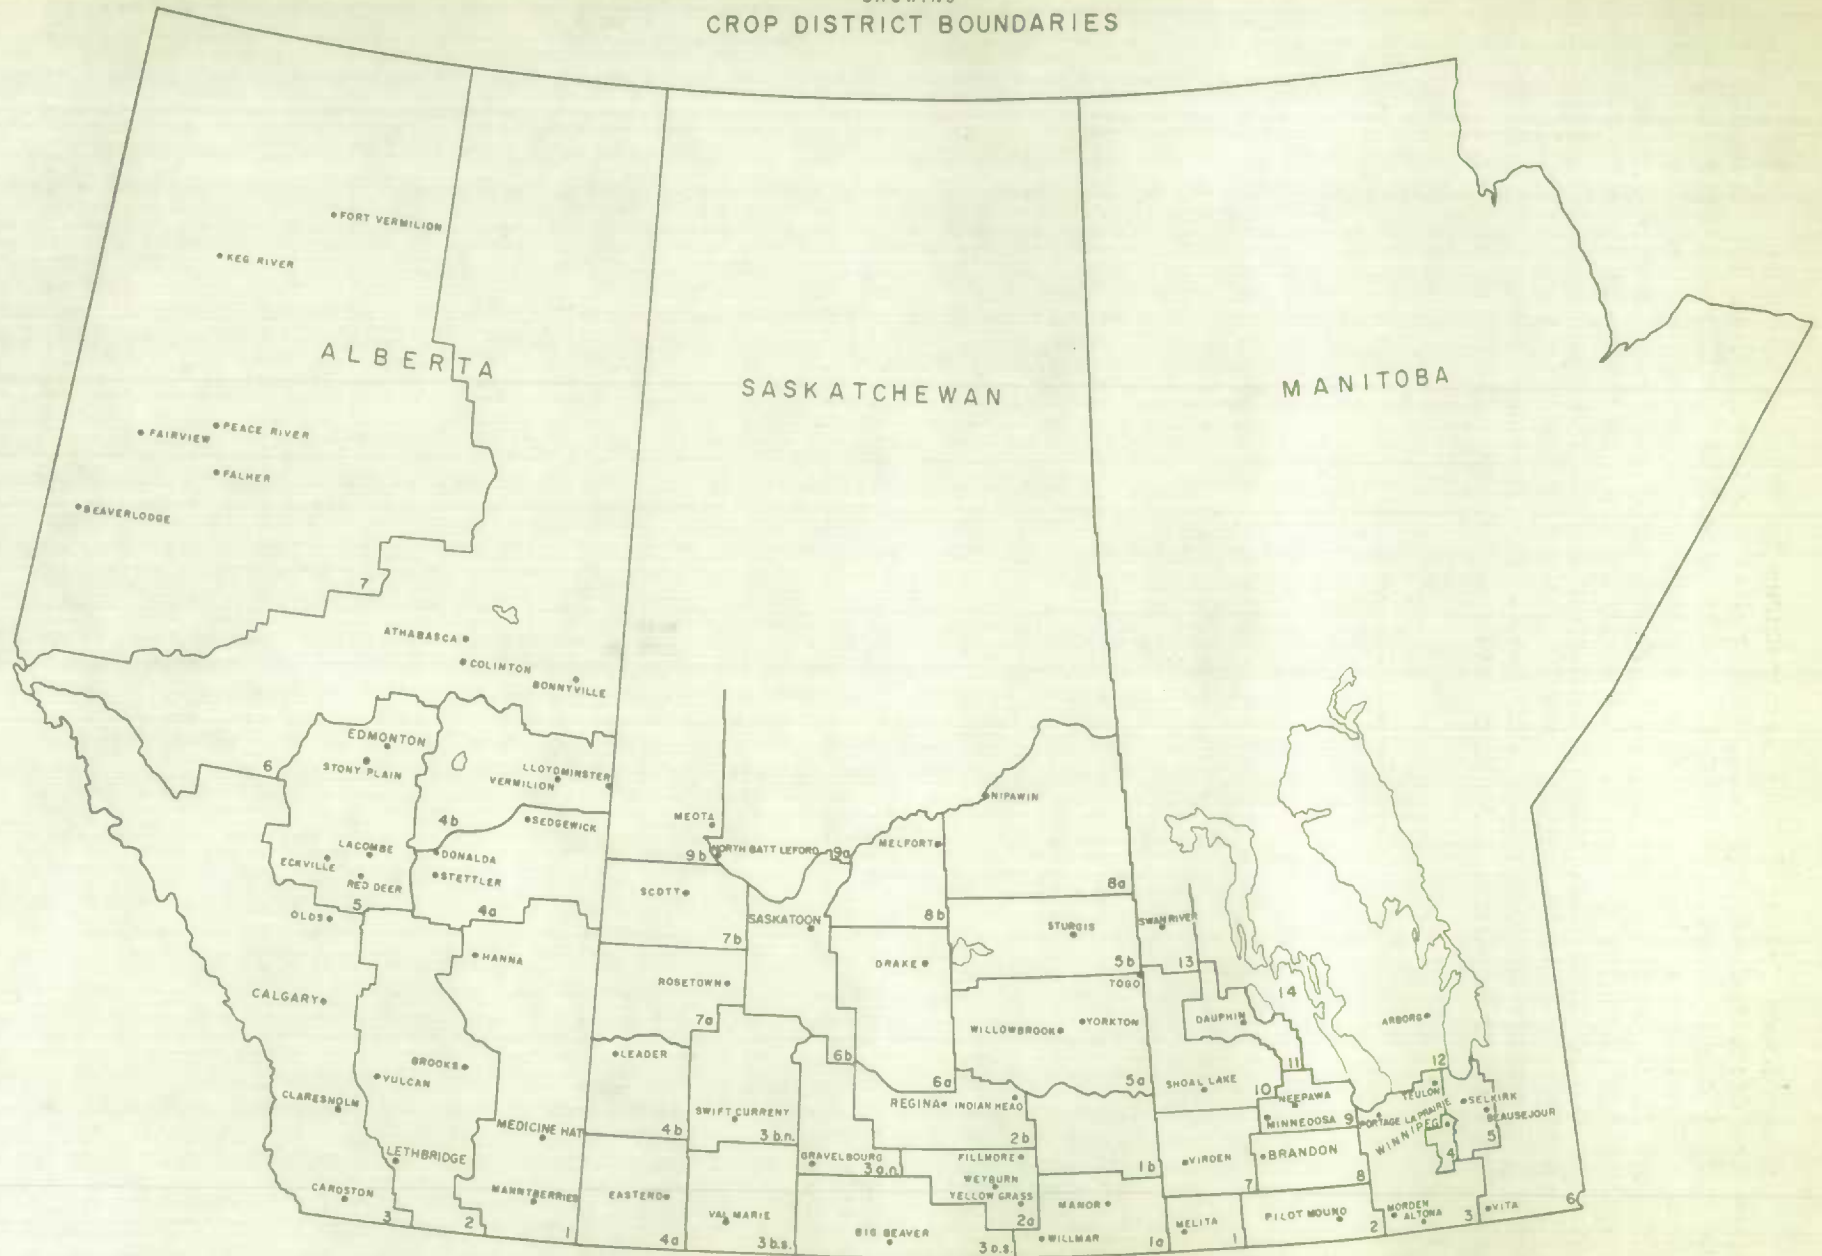 SHOWING
CROP DISTRICT BOUNDARIES
FORT VERMILION
KEG RIVER
ALBERTA
SASKATCHEWAN
MANITOBA
PEACE RIVER
FAIRVIEW
FALHER
BEAVERLODGE
7
ATHABASCA
COLINTON
BONNYVILLE
EDMONTON
6
STONY PLAIN
LLOYDMINSTER
VERMILION
NIPAWIN
4b
SEDGEWICK
MEOTA
LACOMBE
DONALDA
9b
NORTH BATTLEFORD
9a
MELFORT
ECKVILLE
STETTLER
RED DEER
SCOTT
8a
5
4a
OLDS
SASKATOON
8b
STURGIS
SWAN RIVER
7b
HANNA
DRAKE
5b
13
TOGO
ROSETOWN
14
CALGARY
7a
WILLOWBROOK
YORKTON
DAUPHIN
ARBORG
LEADER
6b
BROOKS
VULCAN
6a
5a
SHOAL LAKE
11
10
12
CLARESHOLM
SWIFT CURRENT
REGINA
INDIAN HEAD
NEEPAWA
TEULON
SELKIRK
MINNEDOSA
9
PORTAGE LA PRAIRIE
BEAUSEJOUR
MEDICINE HAT
4b
3 b.n.
2b
WINNIPEG
5
4
LETHBRIDGE
GRAVELBOURG
3 a.n.
FILLMORE
1b
VIRDEN
BRANDON
WEYBURN
7
8
CARDSTON
MANNTBERRIES
EASTEND
YELLOW GRASS
MANOR
VAL MARIE
2a
MELITA
PILOT MOUND
MORDEN
ALTONA
VITA
6
3
2
1
4a
3 b.s.
BIG BEAVER
WILLMAR
1a
1
2
3